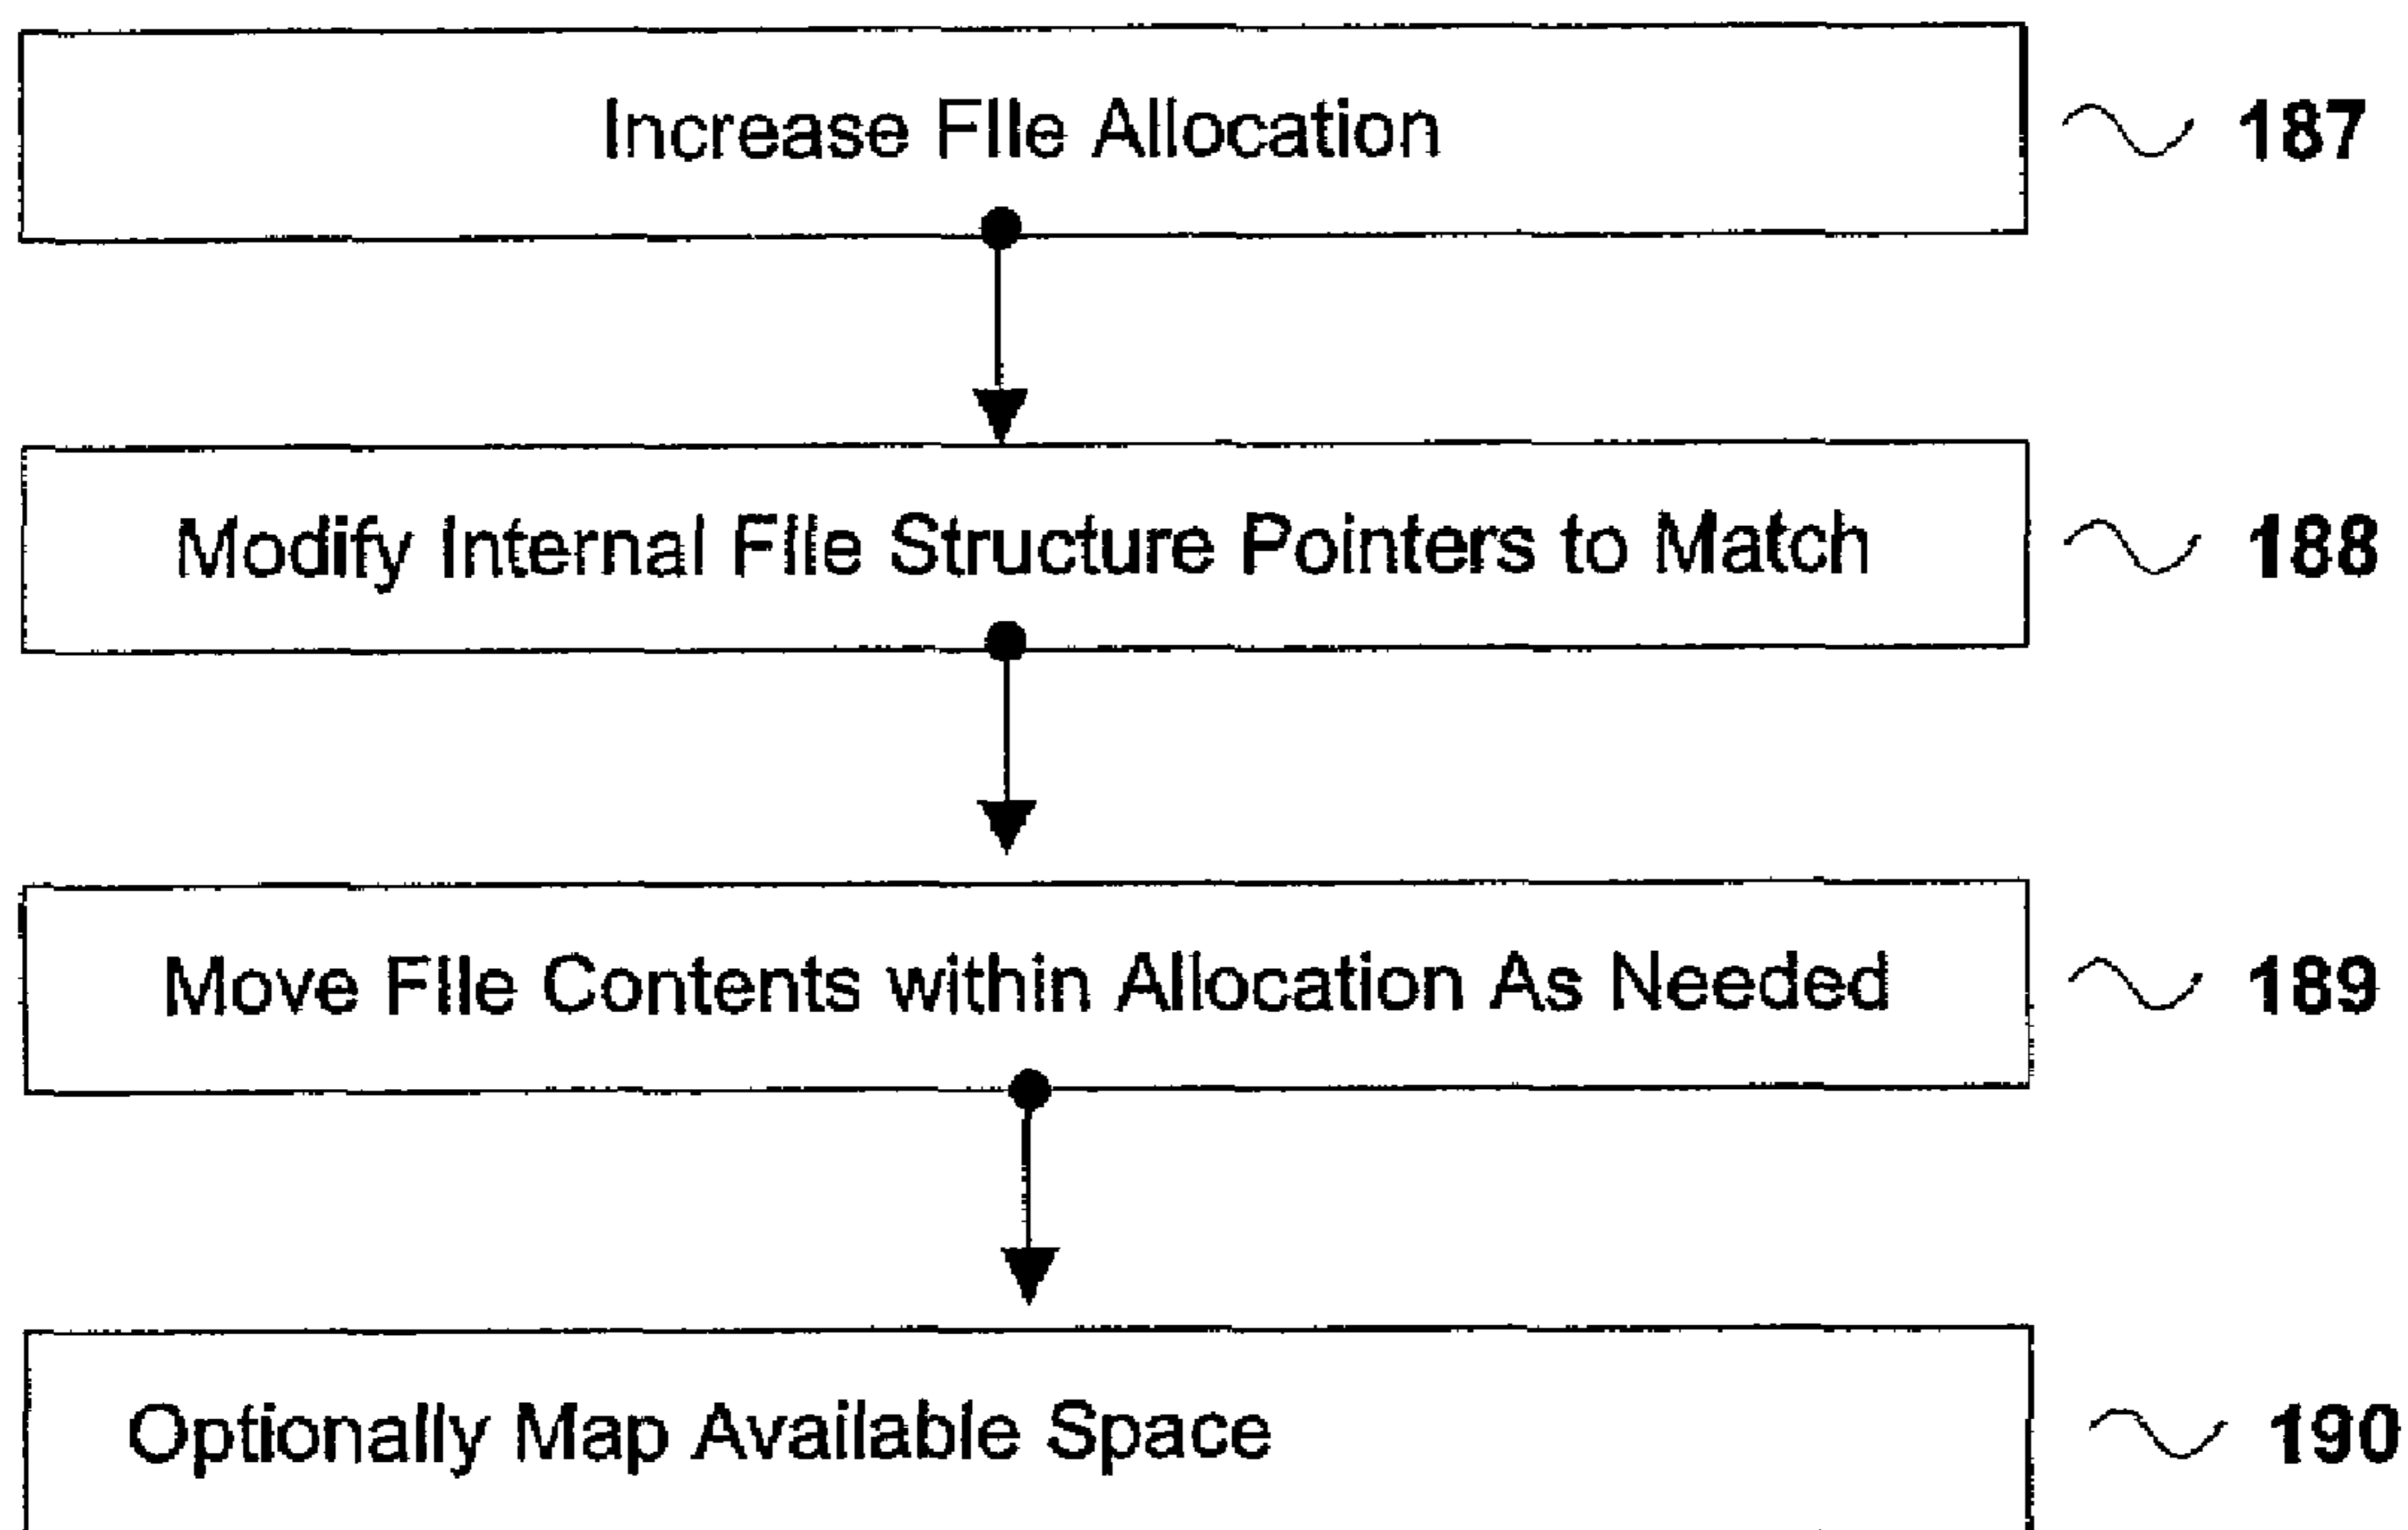 Increase File Allocation ~ 187
Modify Internal File Structure Pointers to Match ~ 188
Move File Contents within Allocation As Needed ~ 189
Optionally Map Available Space ~ 190